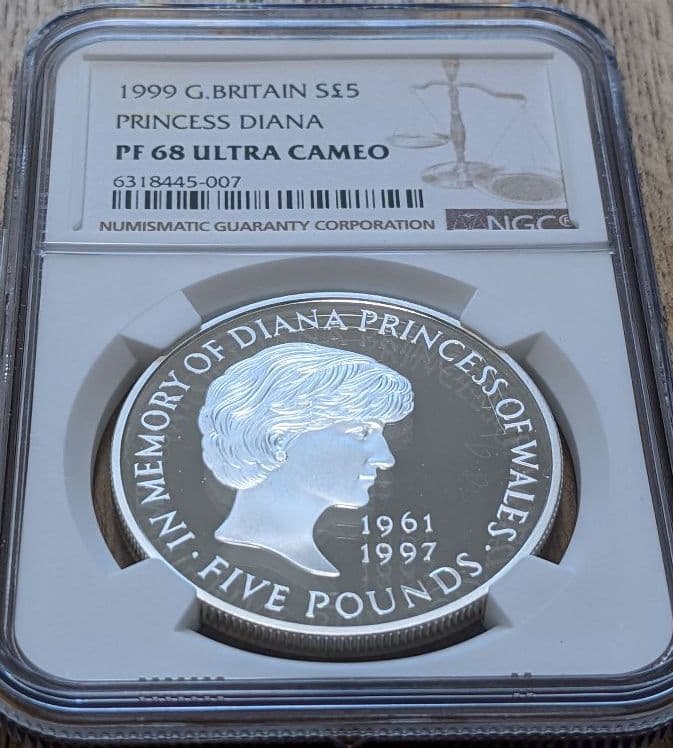 1999 G.BRITAIN S£5
PRINCESS DIANA
PF 68 ULTRA CAMEO
6318445-007
NUMISMATIC GUARANTY CORPORATION NGC®
IN MEMORY OF DIANA PRINCESS OF WALES
1961
1997
· FIVE POUNDS ·